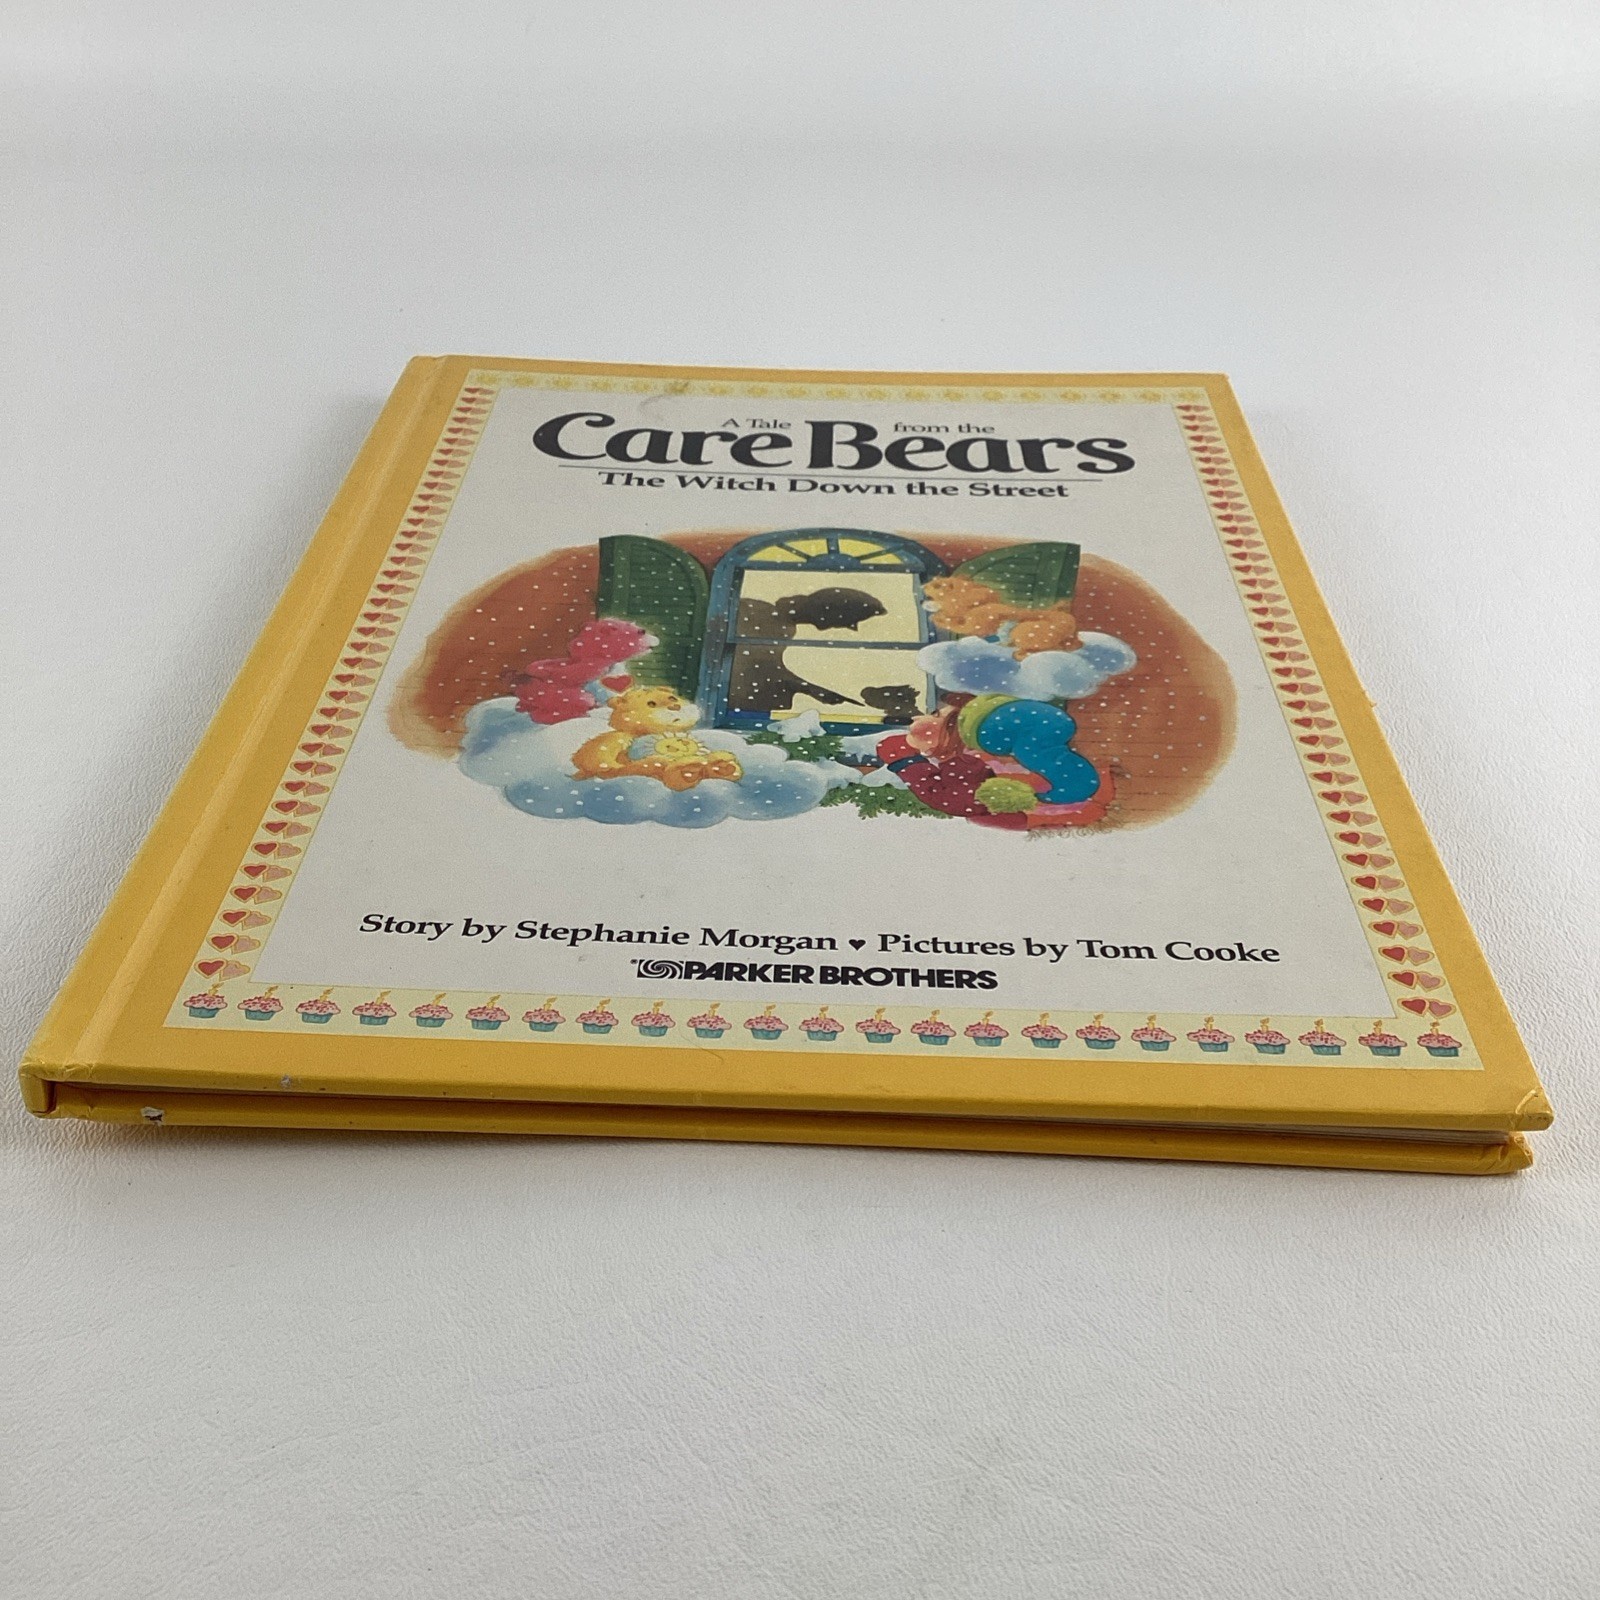 A Tale from the
Care Bears
The Witch Down the Street
Story by Stephanie Morgan ♥ Pictures by Tom Cooke
PARKER BROTHERS